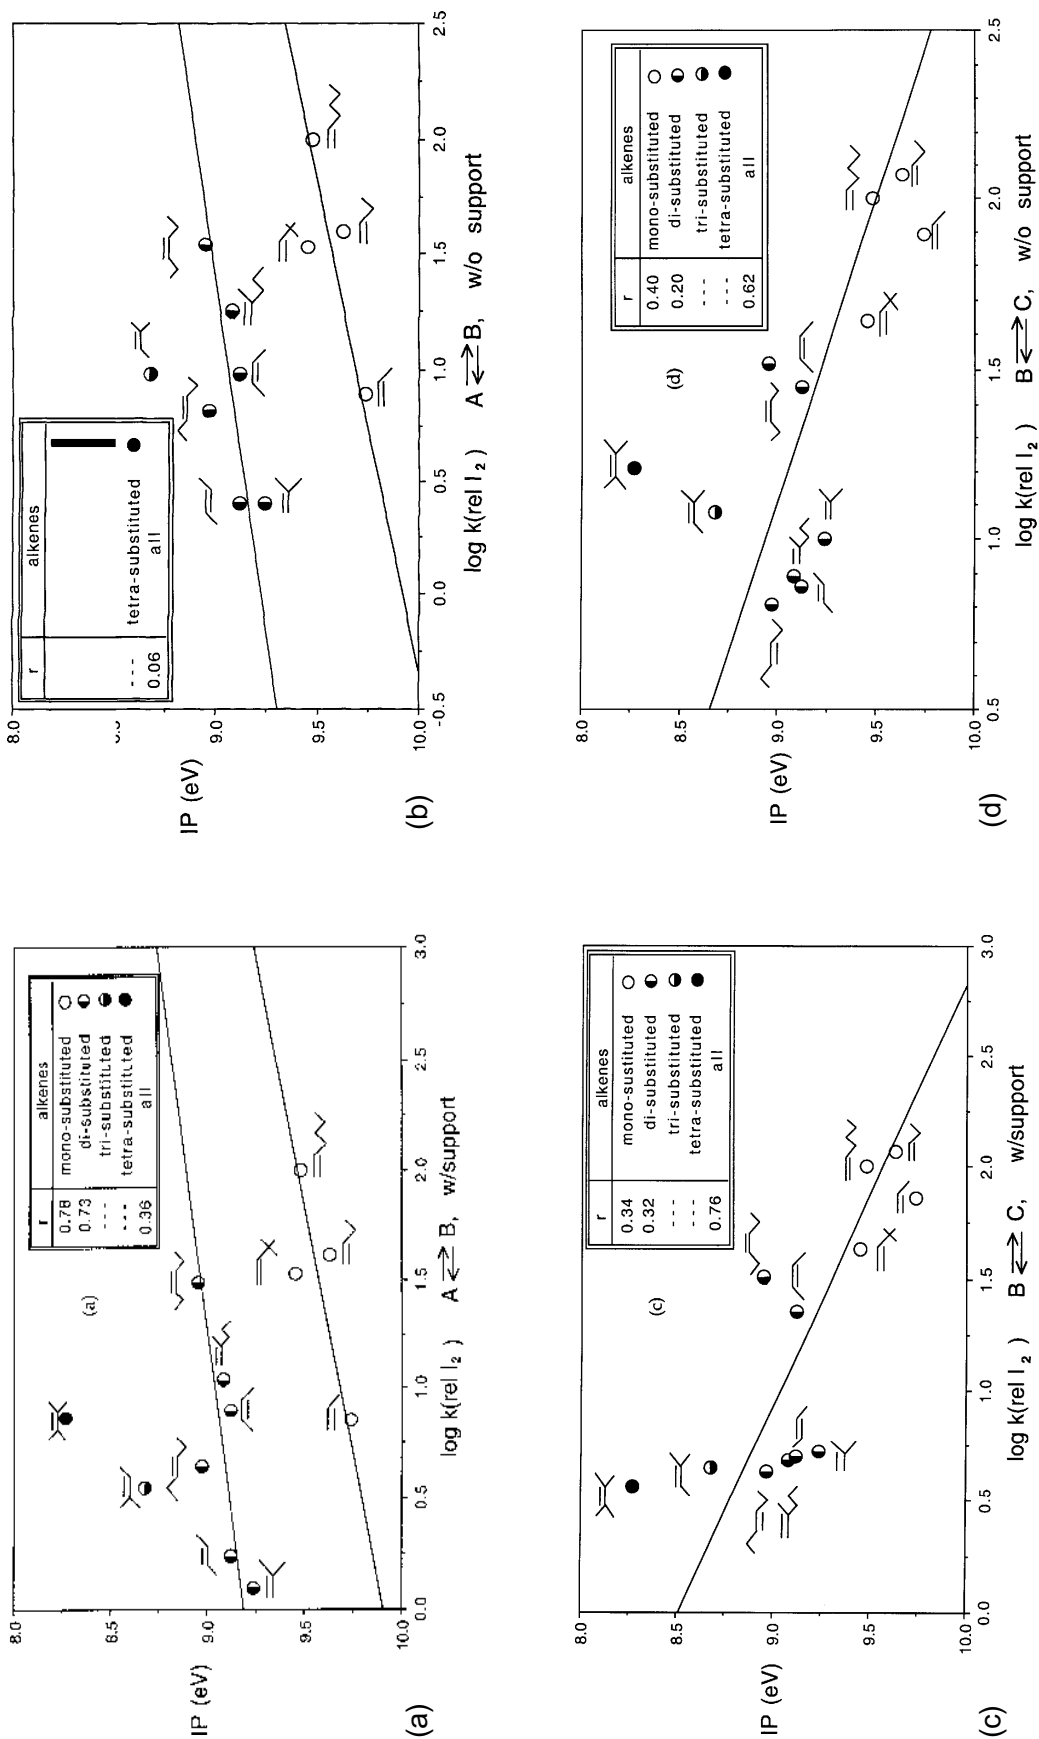 8.0
8.5
9.0
9.5
10.0
IP (eV)
(a)
r alkenes
0.78 mono-substituted
0.73 di-substituted
--- tri-substituted
--- tetra-substituted
0.36 all
(a)
0.0 0.5 1.0 1.5 2.0 2.5 3.0
log k(rel I2) A ⇌ B, w/support
8.0
9.0
9.5
10.0
IP (eV)
(b)
r alkenes
--- tetra-substituted
0.06 all
-0.5 0.0 0.5 1.0 1.5 2.0 2.5
log k(rel I2) A ⇌ B, w/o support
8.0
8.5
9.0
9.5
10.0
IP (eV)
(c)
r alkenes
0.34 mono-sustituted
0.32 di-substituted
--- tri-substituted
--- tetra-substituted
0.76 all
(c)
0.0 0.5 1.0 1.5 2.0 2.5 3.0
log k(rel I2) B ⇌ C, w/support
8.0
8.5
9.0
9.5
10.0
IP (eV)
(d)
r alkenes
0.40 mono-substituted
0.20 di-substituted
--- tri-substituted
--- tetra-substituted
0.62 all
(d)
0.5 1.0 1.5 2.0 2.5
log k(rel I2) B ⇌ C, w/o support